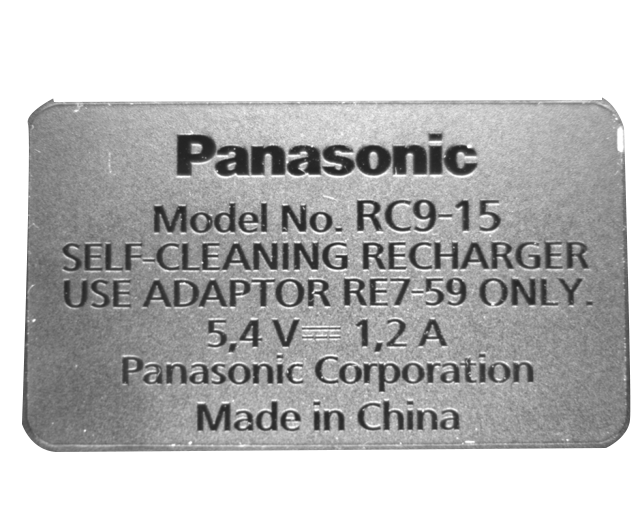 Panasonic
Model No. RC9-15
SELF-CLEANING RECHARGER
USE ADAPTOR RE7-59 ONLY.
5,4 V⎓ 1,2 A
Panasonic Corporation
Made in China